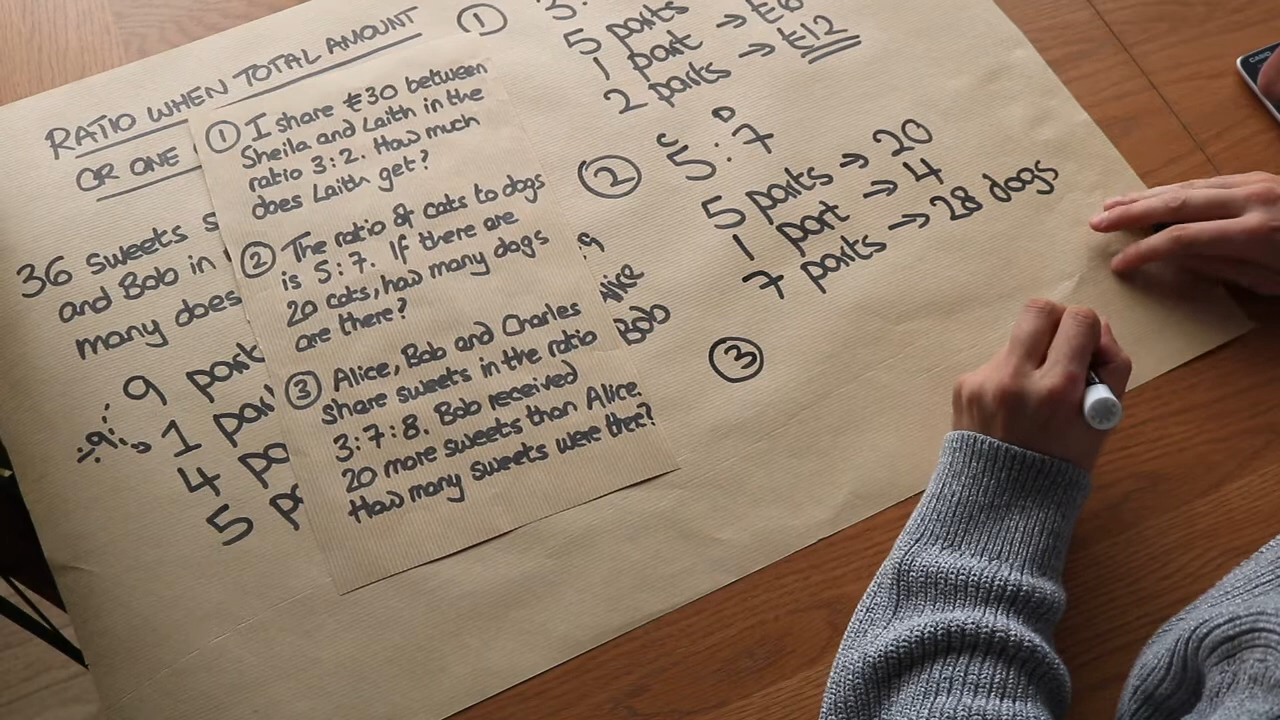 RATIO WHEN TOTAL AMOUNT
OR ONE
36 sweets s
and Bob in
many does
9 part
÷9 1 par
4 pa
5 p
① I share £30 between
Sheila and Laith in the
ratio 3:2. How much
does Laith get?
② The ratio of cats to dogs
is 5:7. If there are
20 cats, how many dogs
are there?
③ Alice, Bob and Charles
share sweets in the ratio
3:7:8. Bob received
20 more sweets than Alice.
How many sweets were there?
Bob
①
5 parts
1 part → £6
2 parts → £12
②
C D
5:7
5 parts → 20
1 part → 4
7 parts → 28 dogs
③
CASIO